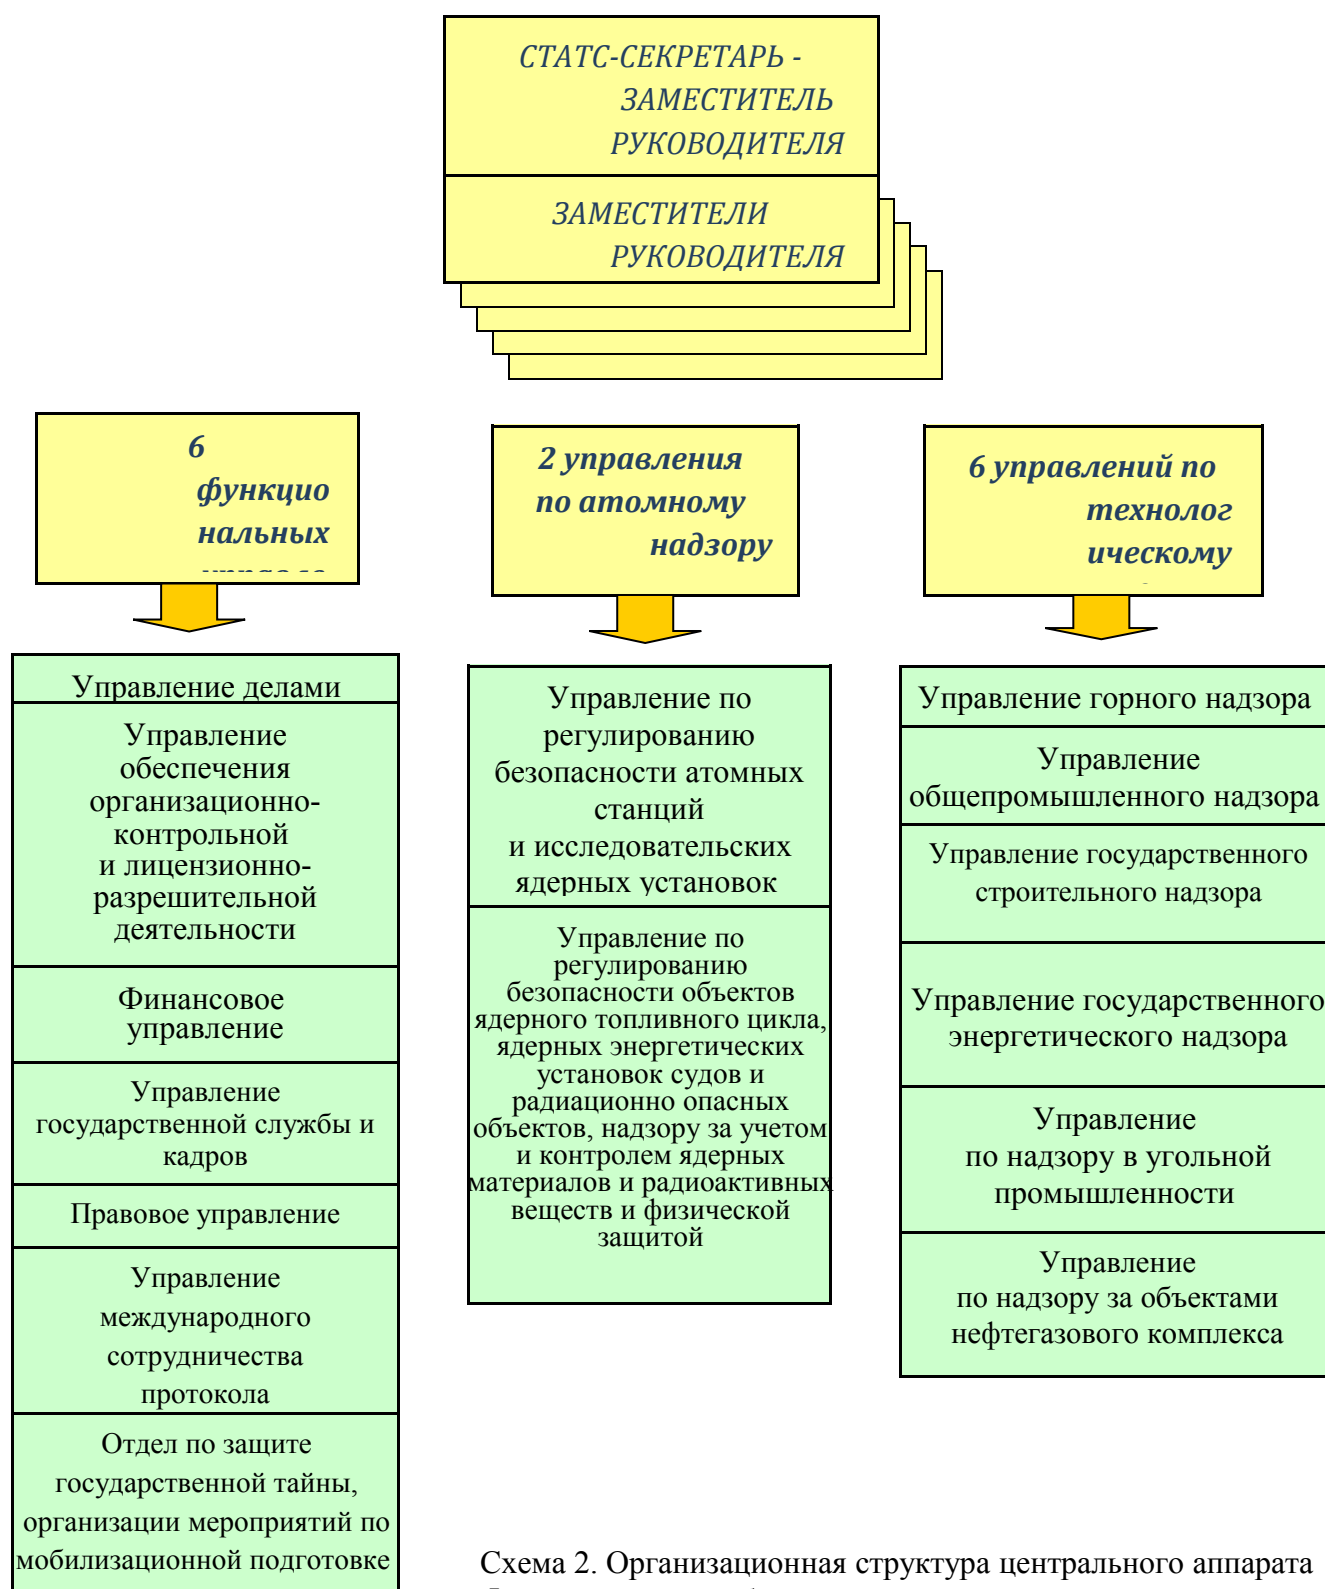 СТАТС-СЕКРЕТАРЬ -
ЗАМЕСТИТЕЛЬ
РУКОВОДИТЕЛЯ
ЗАМЕСТИТЕЛИ
РУКОВОДИТЕЛЯ
6
функцио
нальных
2 управления
по атомному
надзору
6 управлений по
технолог
ическому
Управление делами
Управление
обеспечения
организационно-
контрольной
и лицензионно-
разрешительной
деятельности
Финансовое
управление
Управление
государственной службы и
кадров
Правовое управление
Управление
международного
сотрудничества
протокола
Отдел по защите
государственной тайны,
организации мероприятий по
мобилизационной подготовке
Управление по
регулированию
безопасности атомных
станций
и исследовательских
ядерных установок
Управление по
регулированию
безопасности объектов
ядерного топливного цикла,
ядерных энергетических
установок судов и
радиационно опасных
объектов, надзору за учетом
и контролем ядерных
материалов и радиоактивных
веществ и физической
защитой
Управление горного надзора
Управление
общепромышленного надзора
Управление государственного
строительного надзора
Управление государственного
энергетического надзора
Управление
по надзору в угольной
промышленности
Управление
по надзору за объектами
нефтегазового комплекса
Схема 2. Организационная структура центрального аппарата